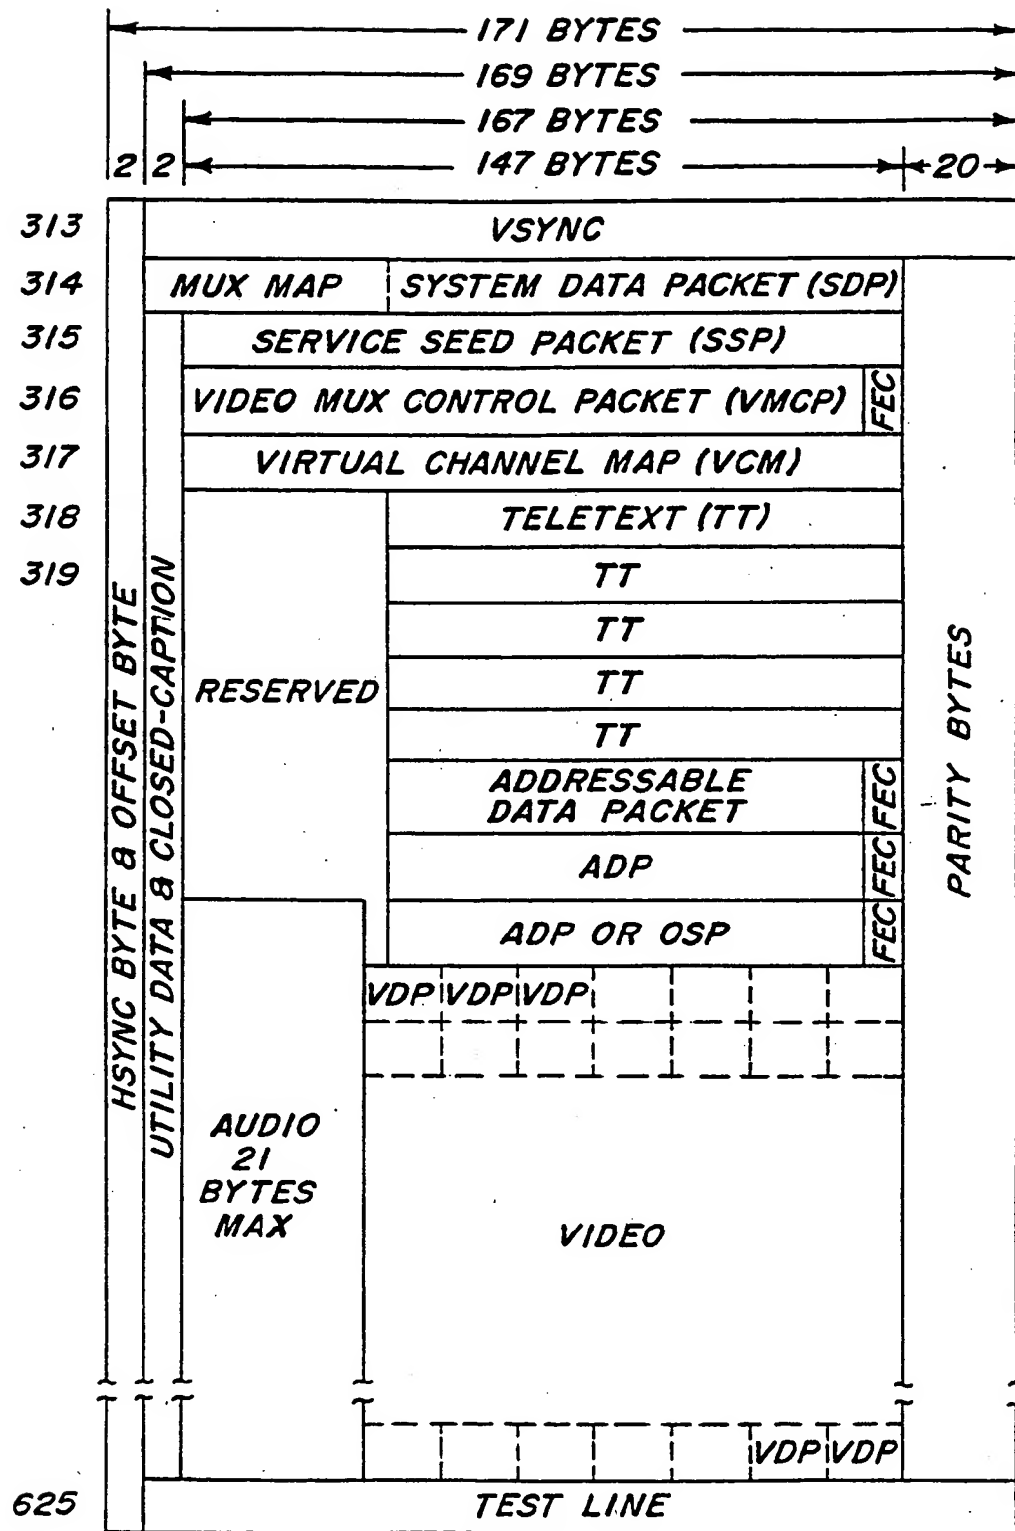 171 BYTES
169 BYTES
167 BYTES
2 2 147 BYTES 20
313 VSYNC
314 MUX MAP SYSTEM DATA PACKET (SDP)
315 SERVICE SEED PACKET (SSP)
316 VIDEO MUX CONTROL PACKET (VMCP) FEC
317 VIRTUAL CHANNEL MAP (VCM)
318 TELETEXT (TT)
319 TT
TT
TT
TT
RESERVED
ADDRESSABLE
DATA PACKET
FEC
ADP FEC
ADP OR OSP FEC
HSYNC BYTE & OFFSET BYTE
UTILITY DATA & CLOSED-CAPTION
PARITY BYTES
VDP VDP VDP
AUDIO
21
BYTES
MAX
VIDEO
VDP VDP
625 TEST LINE